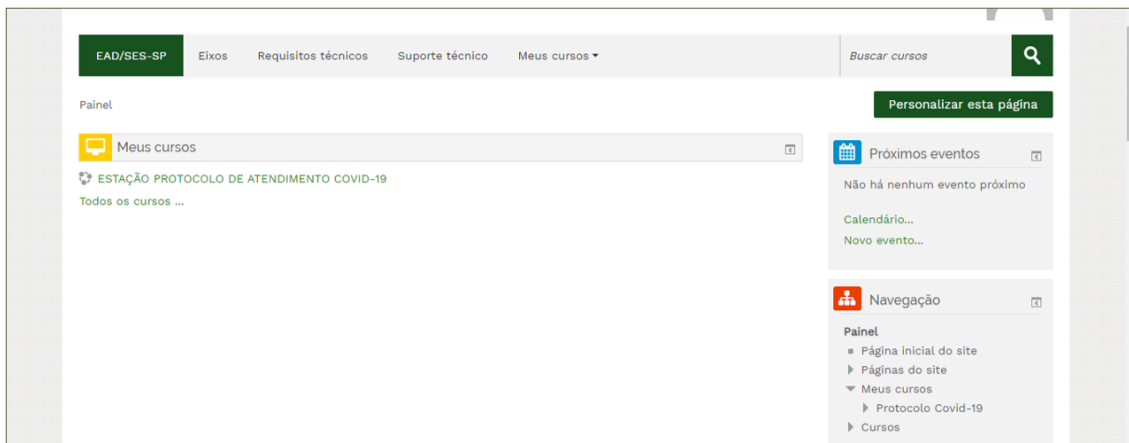 EAD/SES-SP Eixos Requisitos técnicos Suporte técnico Meus cursos Buscar cursos
Painel
Personalizar esta página
Meus cursos
ESTAÇÃO PROTOCOLO DE ATENDIMENTO COVID-19
Todos os cursos ...
Próximos eventos
Não há nenhum evento próximo
Calendário...
Novo evento...
Navegação
Painel
Página inicial do site
Páginas do site
Meus cursos
Protocolo Covid-19
Cursos